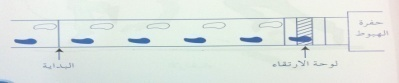 حفرة
الهبوط
لوحة الارتقاء
البداية